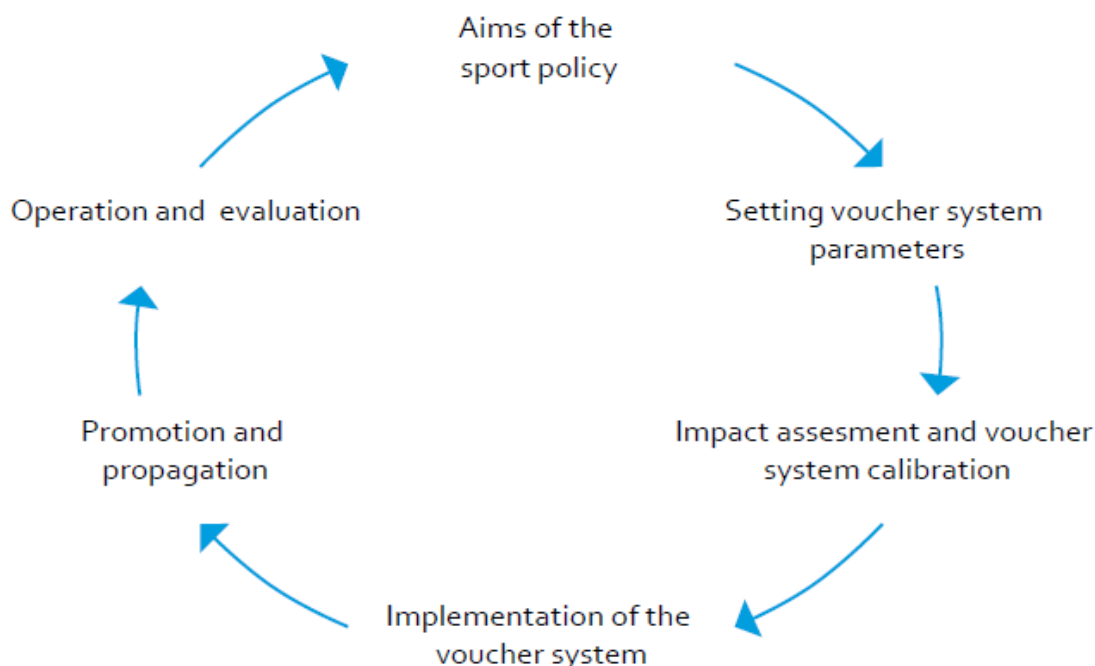 Aims of the
sport policy
Setting voucher system
parameters
Impact assesment and voucher
system calibration
Implementation of the
voucher system
Promotion and
propagation
Operation and  evaluation